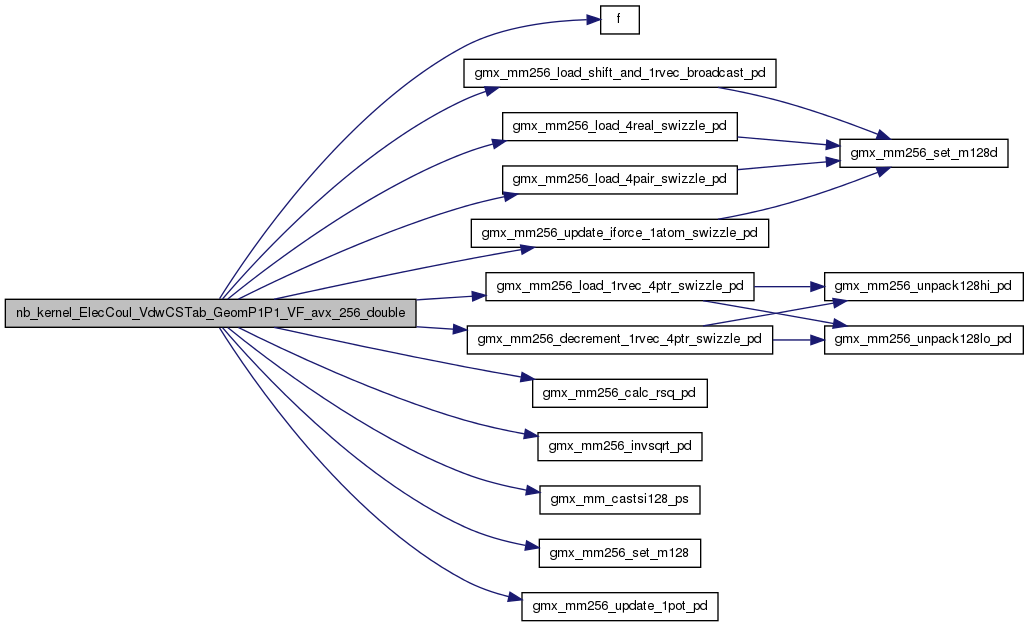 f
gmx_mm256_load_shift_and_1rvec_broadcast_pd
gmx_mm256_load_4real_swizzle_pd
gmx_mm256_set_m128d
gmx_mm256_load_4pair_swizzle_pd
gmx_mm256_update_iforce_1atom_swizzle_pd
gmx_mm256_load_1rvec_4ptr_swizzle_pd
gmx_mm256_unpack128hi_pd
nb_kernel_ElecCoul_VdwCSTab_GeomP1P1_VF_avx_256_double
gmx_mm256_decrement_1rvec_4ptr_swizzle_pd
gmx_mm256_unpack128lo_pd
gmx_mm256_calc_rsq_pd
gmx_mm256_invsqrt_pd
gmx_mm_castsi128_ps
gmx_mm256_set_m128
gmx_mm256_update_1pot_pd